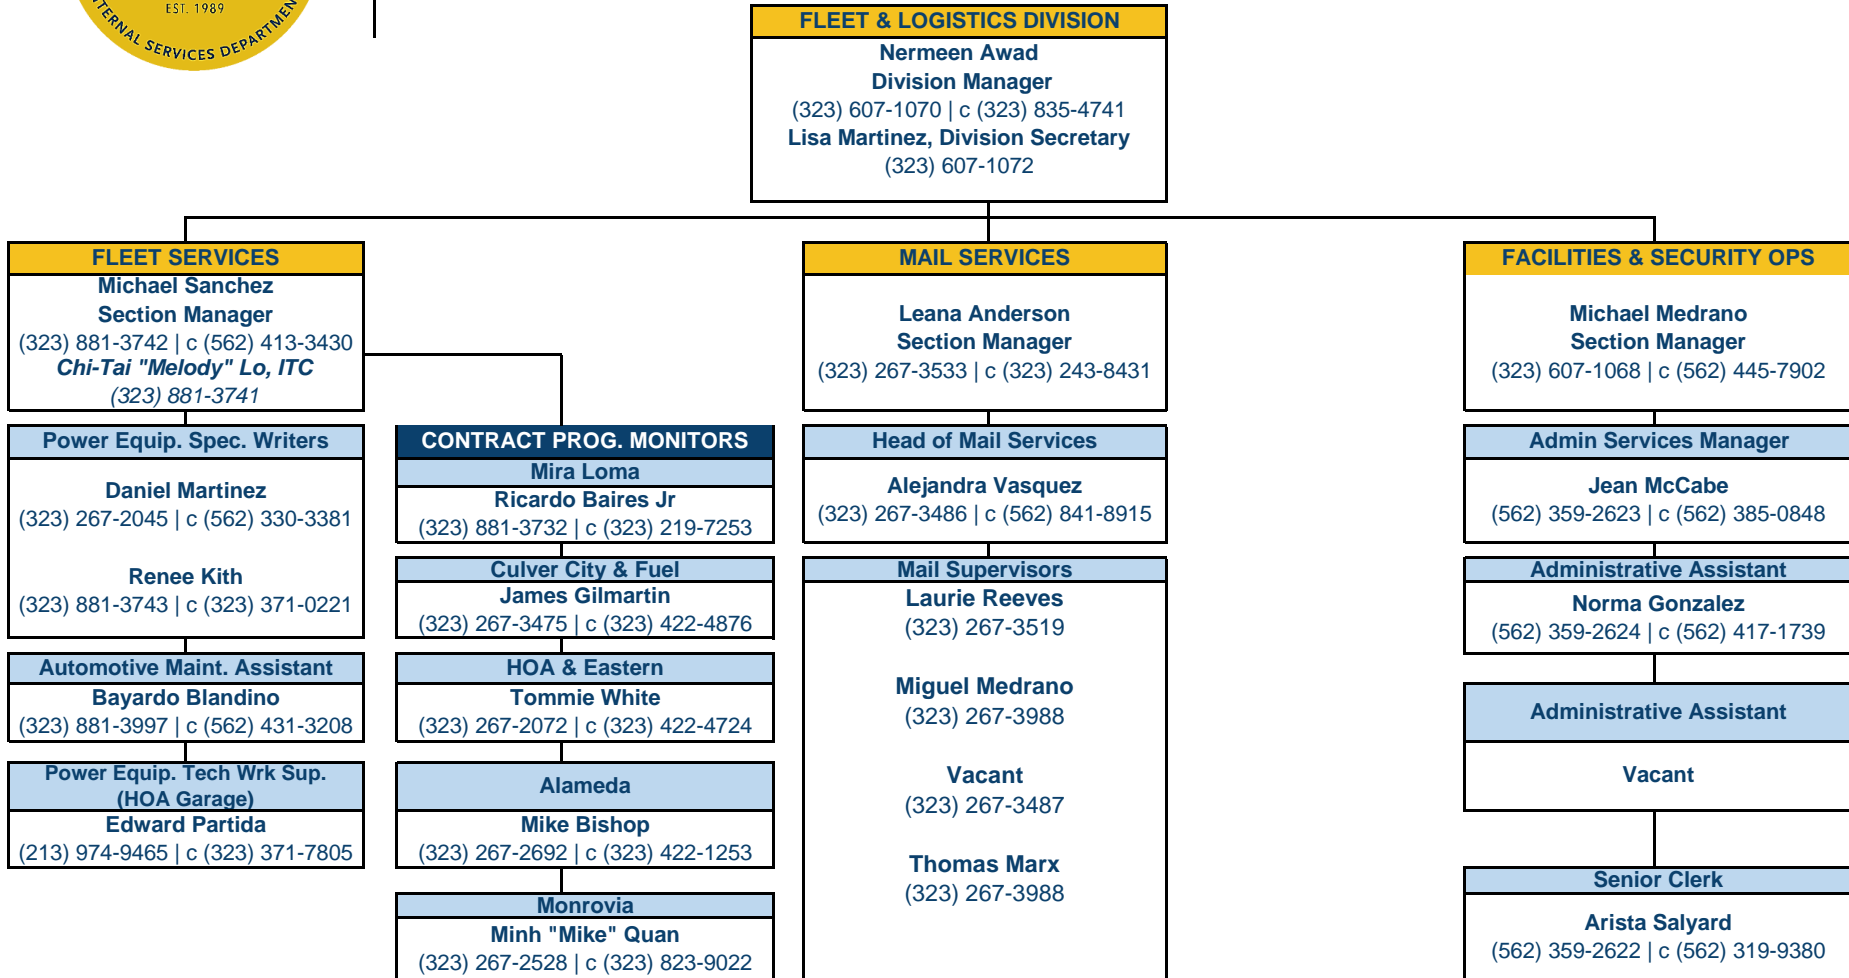 EST. 1989
INTERNAL SERVICES DEPARTMENT
FLEET & LOGISTICS DIVISION
Nermeen Awad
Division Manager
(323) 607-1070 | c (323) 835-4741
Lisa Martinez, Division Secretary
(323) 607-1072
FLEET SERVICES
Michael Sanchez
Section Manager
(323) 881-3742 | c (562) 413-3430
Chi-Tai "Melody" Lo, ITC
(323) 881-3741
Power Equip. Spec. Writers
Daniel Martinez
(323) 267-2045 | c (562) 330-3381
Renee Kith
(323) 881-3743 | c (323) 371-0221
Automotive Maint. Assistant
Bayardo Blandino
(323) 881-3997 | c (562) 431-3208
Power Equip. Tech Wrk Sup.
(HOA Garage)
Edward Partida
(213) 974-9465 | c (323) 371-7805
CONTRACT PROG. MONITORS
Mira Loma
Ricardo Baires Jr
(323) 881-3732 | c (323) 219-7253
Culver City & Fuel
James Gilmartin
(323) 267-3475 | c (323) 422-4876
HOA & Eastern
Tommie White
(323) 267-2072 | c (323) 422-4724
Alameda
Mike Bishop
(323) 267-2692 | c (323) 422-1253
Monrovia
Minh "Mike" Quan
(323) 267-2528 | c (323) 823-9022
MAIL SERVICES
Leana Anderson
Section Manager
(323) 267-3533 | c (323) 243-8431
Head of Mail Services
Alejandra Vasquez
(323) 267-3486 | c (562) 841-8915
Mail Supervisors
Laurie Reeves
(323) 267-3519
Miguel Medrano
(323) 267-3988
Vacant
(323) 267-3487
Thomas Marx
(323) 267-3988
FACILITIES & SECURITY OPS
Michael Medrano
Section Manager
(323) 607-1068 | c (562) 445-7902
Admin Services Manager
Jean McCabe
(562) 359-2623 | c (562) 385-0848
Administrative Assistant
Norma Gonzalez
(562) 359-2624 | c (562) 417-1739
Administrative Assistant
Vacant
Senior Clerk
Arista Salyard
(562) 359-2622 | c (562) 319-9380